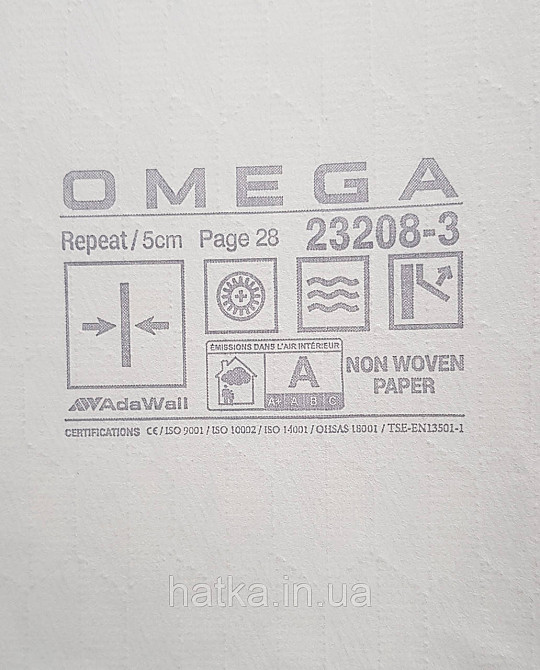 OMEGA
Repeat / 5cm Page 28 23208-3
ÉMISSIONS DANS L'AIR INTÉRIEUR
A
A+ A B C
NON WOVEN
PAPER
AdaWall
CERTIFICATIONS CE / ISO 9001 / ISO 10002 / ISO 14001 / OHSAS 18001 / TSE-EN13501-1
hatka.in.ua